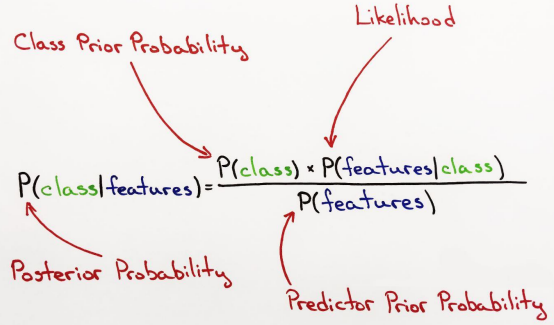 Likelihood
Class Prior Probability
P(class) × P(features|class)
P(class|features) =
P(features)
Posterior Probability
Predictor Prior Probability